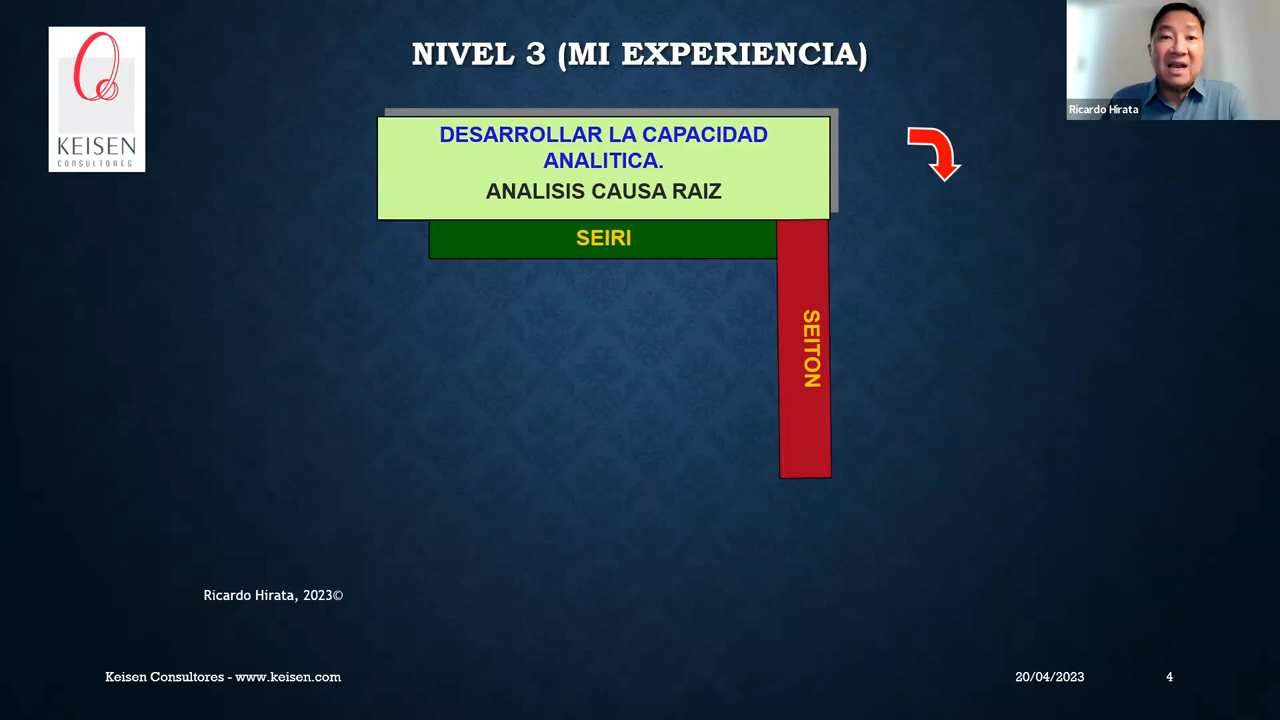 NIVEL 3 (MI EXPERIENCIA)
Ricardo Hirata
KEISEN
CONSULTORES
DESARROLLAR LA CAPACIDAD
ANALITICA.
ANALISIS CAUSA RAIZ
SEIRI
SEITON
Ricardo Hirata, 2023©
Keisen Consultores - www.keisen.com
20/04/2023
4